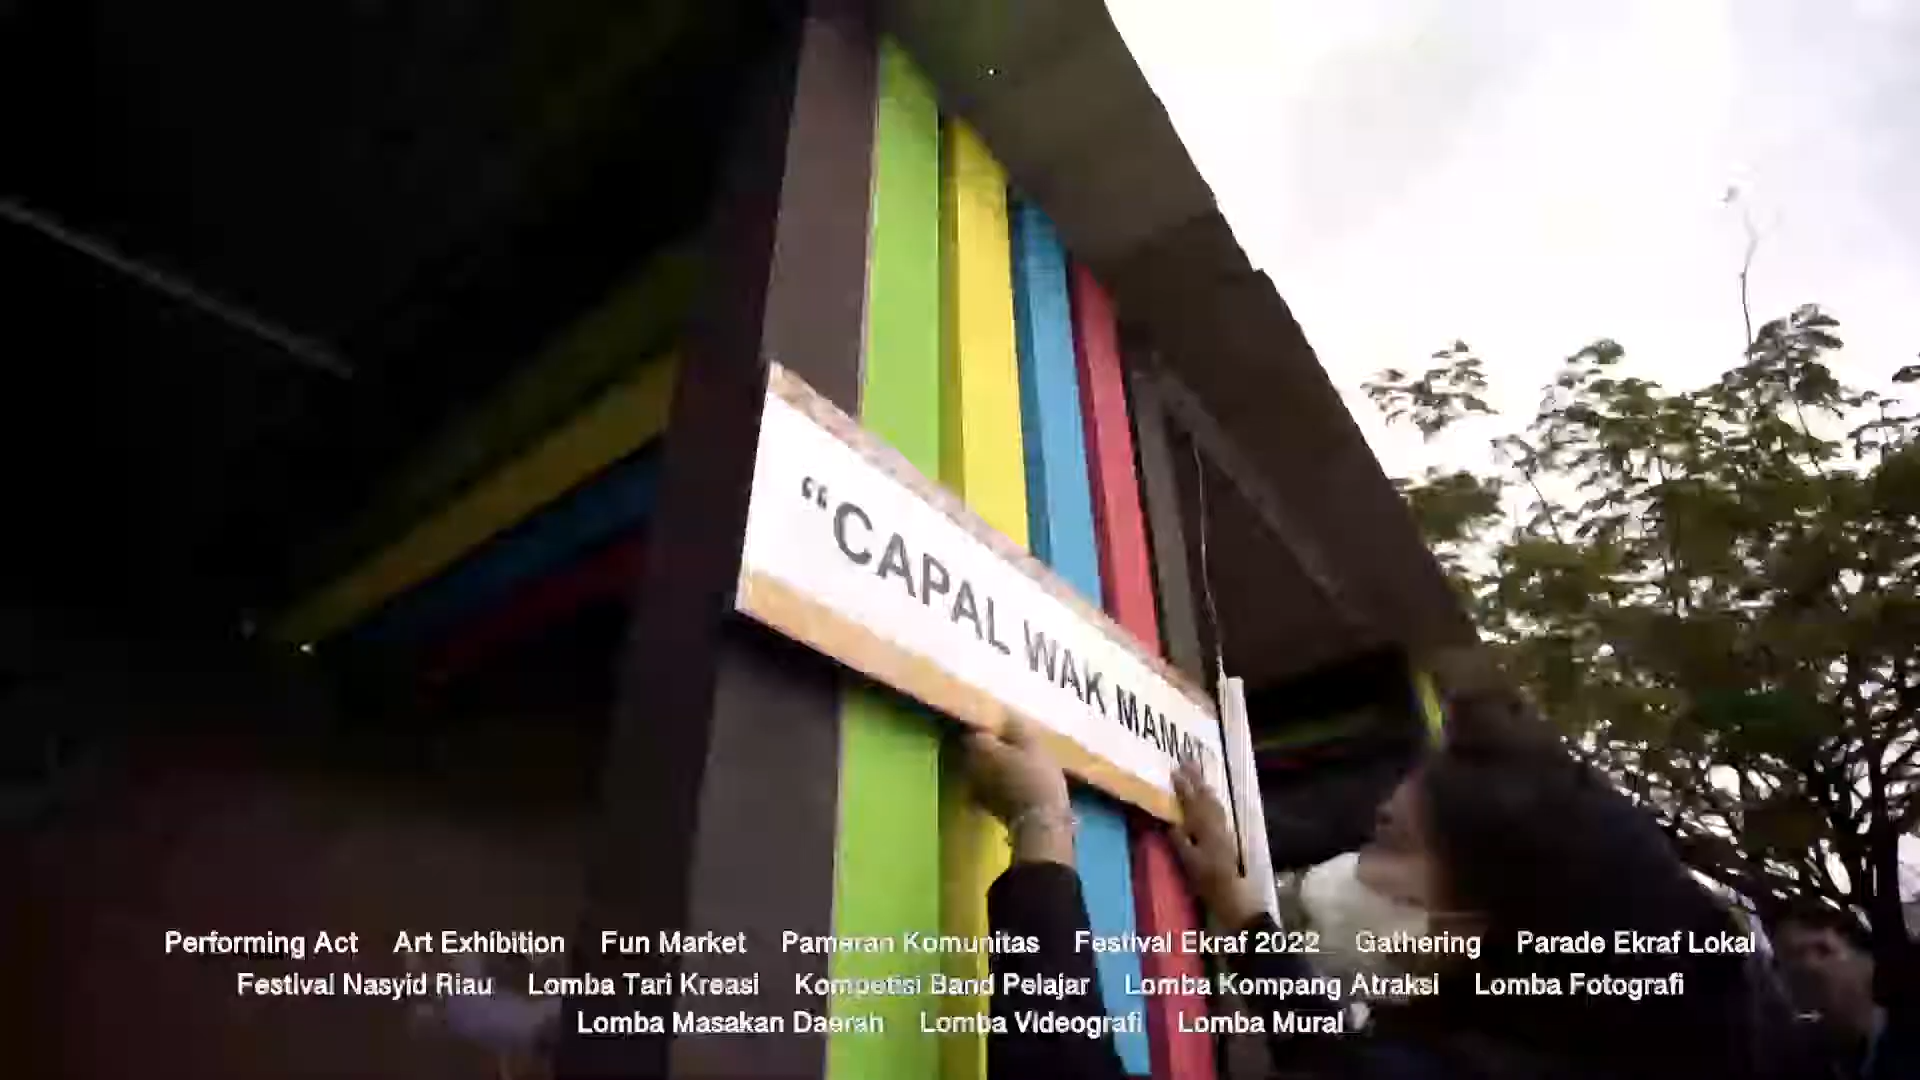 “CAPAL WAK MAMAT”
Performing Act Art Exhibition Fun Market Pameran Komunitas Festival Ekraf 2022 Gathering Parade Ekraf Lokal
Festival Nasyid Riau Lomba Tari Kreasi Kompetisi Band Pelajar Lomba Kompang Atraksi Lomba Fotografi
Lomba Masakan Daerah Lomba Videografi Lomba Mural